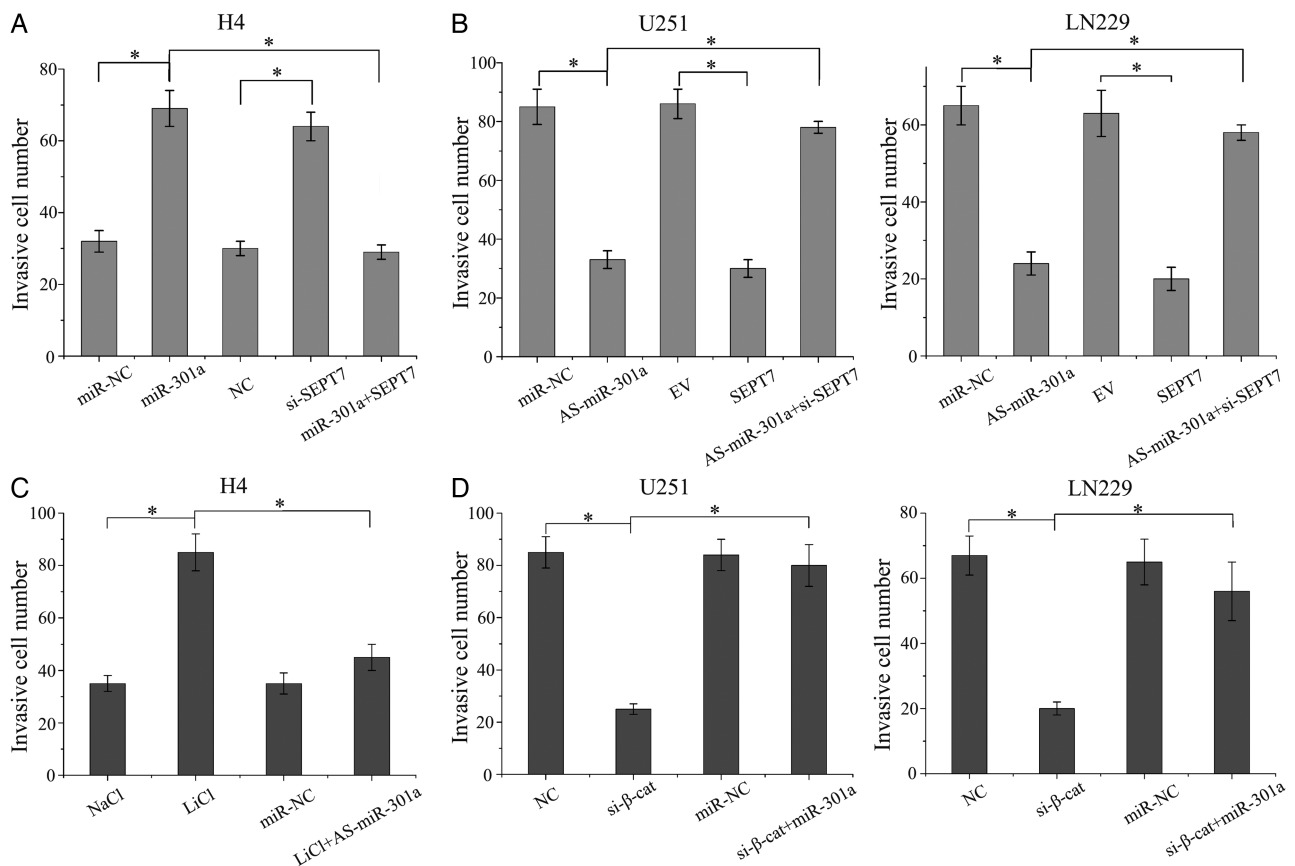 A
H4
*
*
*
Invasive cell number
80
60
40
20
0
miR-NC
miR-301a
NC
si-SEPT7
miR-301a+SEPT7
B
U251
*
*
*
Invasive cell number
100
80
60
40
20
0
miR-NC
AS-miR-301a
EV
SEPT7
AS-miR-301a+si-SEPT7
LN229
*
*
*
Invasive cell number
60
40
20
0
miR-NC
AS-miR-301a
EV
SEPT7
AS-miR-301a+si-SEPT7
C
H4
*
*
Invasive cell number
100
80
60
40
20
0
NaCl
LiCl
miR-NC
LiCl+AS-miR-301a
D
U251
*
*
Invasive cell number
100
80
60
40
20
0
NC
si-β-cat
miR-NC
si-β-cat+miR-301a
LN229
*
*
Invasive cell number
80
60
40
20
0
NC
si-β-cat
miR-NC
si-β-cat+miR-301a